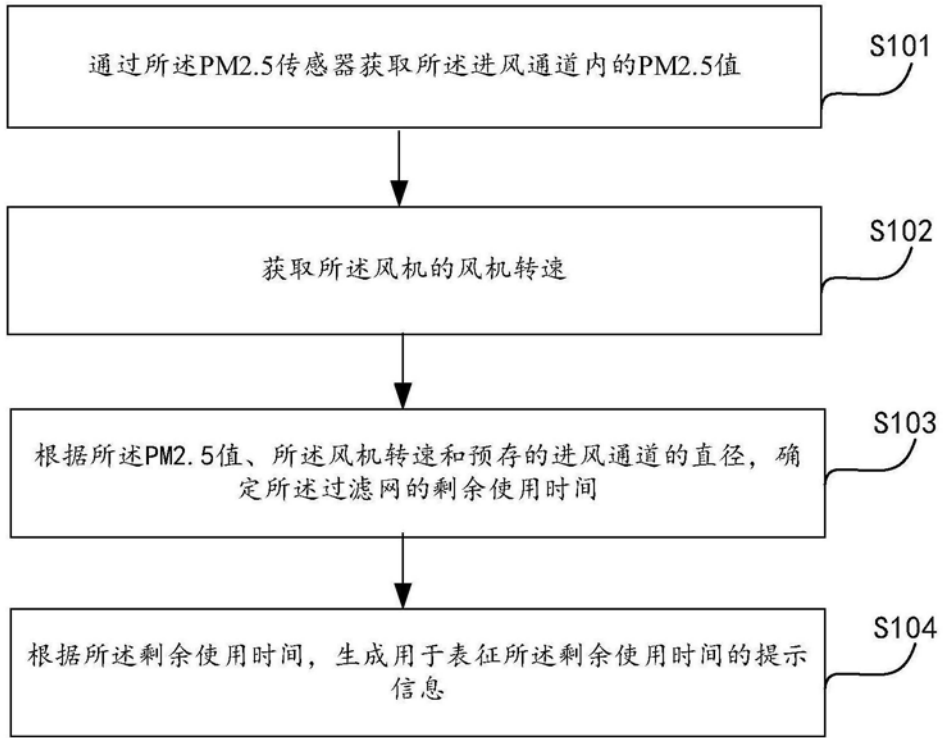 通过所述PM2.5传感器获取所述进风通道内的PM2.5值
S101
获取所述风机的风机转速
S102
根据所述PM2.5值、所述风机转速和预存的进风通道的直径，确
定所述过滤网的剩余使用时间
S103
根据所述剩余使用时间，生成用于表征所述剩余使用时间的提示
信息
S104